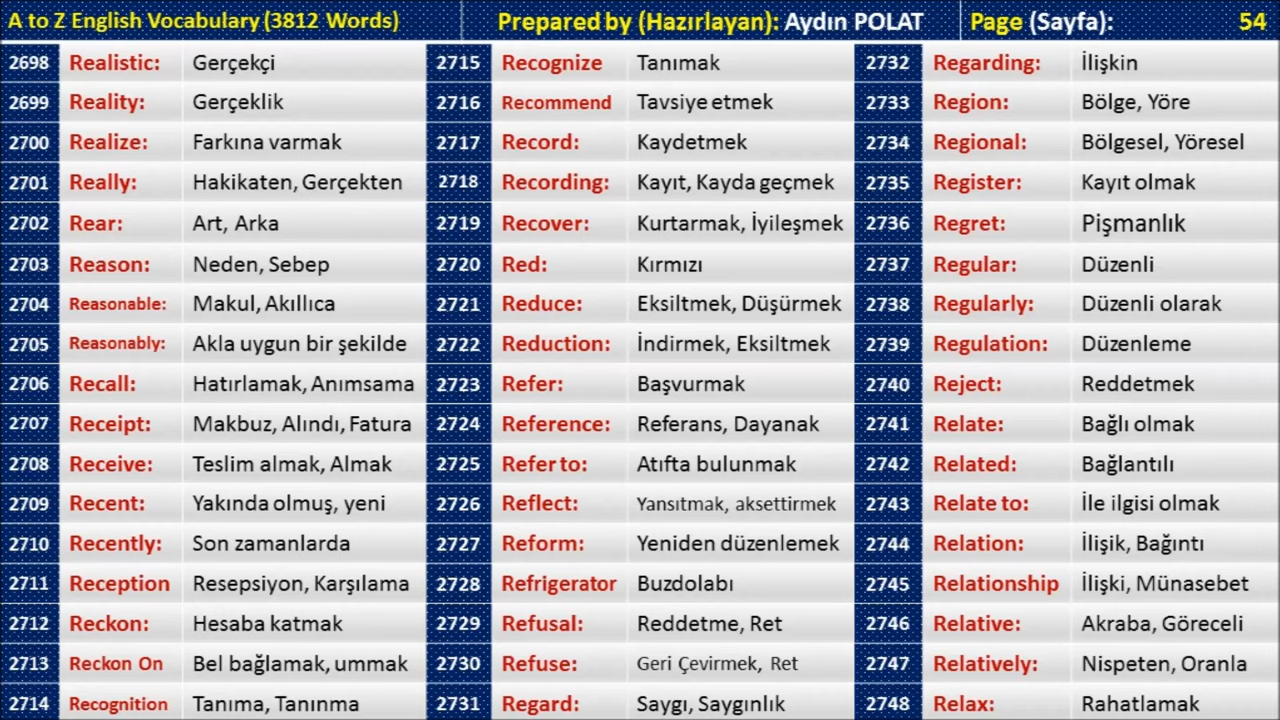 A to Z English Vocabulary (3812 Words) Prepared by (Hazırlayan): Aydın POLAT Page (Sayfa): 54
2698 Realistic: Gerçekçi
2699 Reality: Gerçeklik
2700 Realize: Farkına varmak
2701 Really: Hakikaten, Gerçekten
2702 Rear: Art, Arka
2703 Reason: Neden, Sebep
2704 Reasonable: Makul, Akıllıca
2705 Reasonably: Akla uygun bir şekilde
2706 Recall: Hatırlamak, Anımsama
2707 Receipt: Makbuz, Alındı, Fatura
2708 Receive: Teslim almak, Almak
2709 Recent: Yakında olmuş, yeni
2710 Recently: Son zamanlarda
2711 Reception Resepsiyon, Karşılama
2712 Reckon: Hesaba katmak
2713 Reckon On Bel bağlamak, ummak
2714 Recognition Tanıma, Tanınma
2715 Recognize Tanımak
2716 Recommend Tavsiye etmek
2717 Record: Kaydetmek
2718 Recording: Kayıt, Kayda geçmek
2719 Recover: Kurtarmak, İyileşmek
2720 Red: Kırmızı
2721 Reduce: Eksiltmek, Düşürmek
2722 Reduction: İndirmek, Eksiltmek
2723 Refer: Başvurmak
2724 Reference: Referans, Dayanak
2725 Refer to: Atıfta bulunmak
2726 Reflect: Yansıtmak, aksettirmek
2727 Reform: Yeniden düzenlemek
2728 Refrigerator Buzdolabı
2729 Refusal: Reddetme, Ret
2730 Refuse: Geri Çevirmek, Ret
2731 Regard: Saygı, Saygınlık
2732 Regarding: İlişkin
2733 Region: Bölge, Yöre
2734 Regional: Bölgesel, Yöresel
2735 Register: Kayıt olmak
2736 Regret: Pişmanlık
2737 Regular: Düzenli
2738 Regularly: Düzenli olarak
2739 Regulation: Düzenleme
2740 Reject: Reddetmek
2741 Relate: Bağlı olmak
2742 Related: Bağlantılı
2743 Relate to: İle ilgisi olmak
2744 Relation: İlişik, Bağıntı
2745 Relationship İlişki, Münasebet
2746 Relative: Akraba, Göreceli
2747 Relatively: Nispeten, Oranla
2748 Relax: Rahatlamak